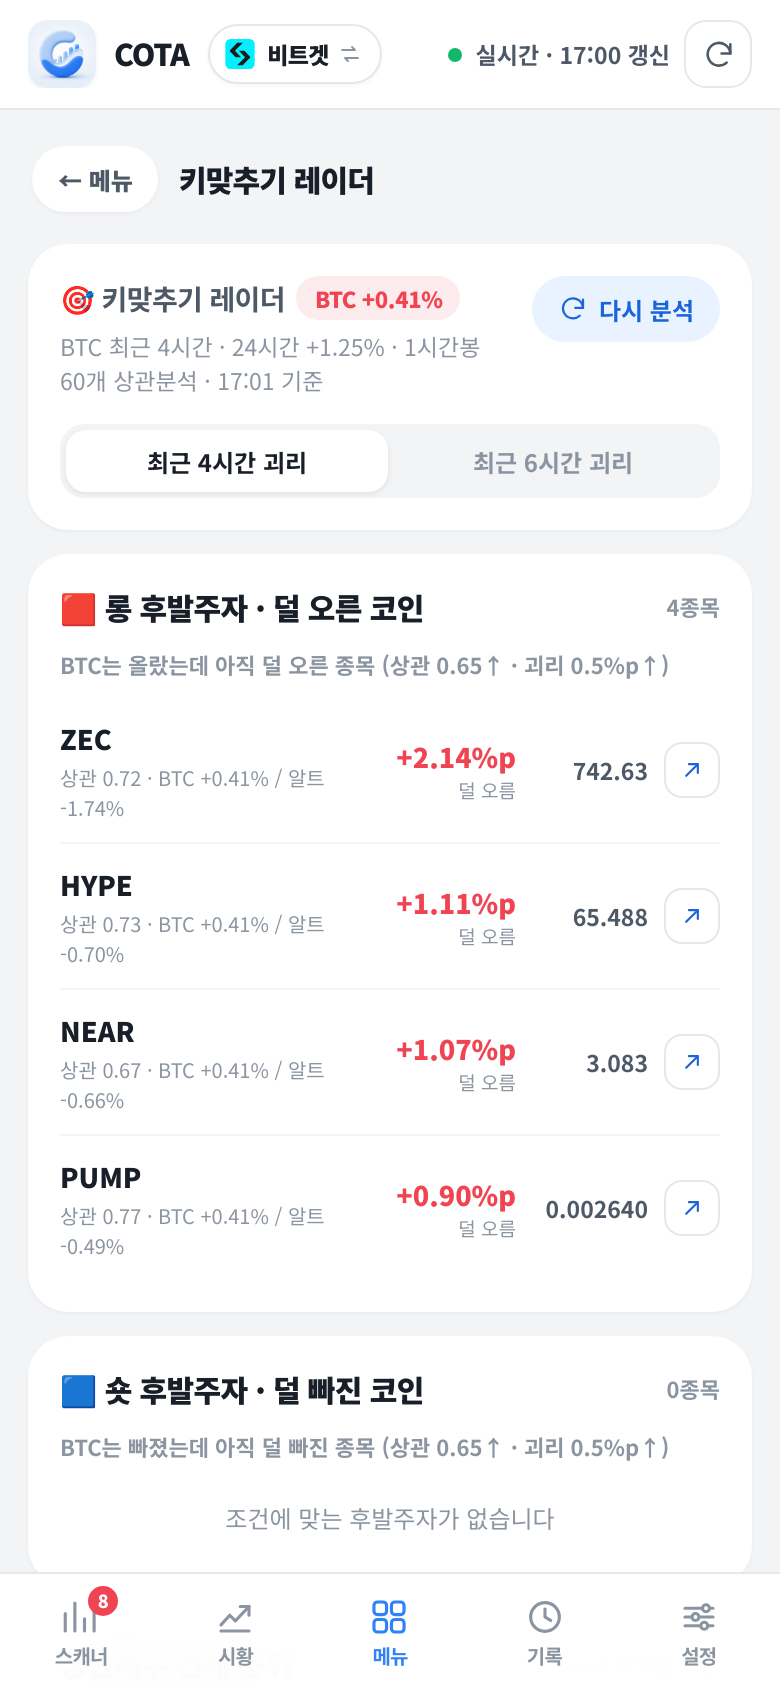 COTA
비트겟
실시간 · 17:00 갱신
← 메뉴
키맞추기 레이더
키맞추기 레이더
BTC +0.41%
다시 분석
BTC 최근 4시간 · 24시간 +1.25% · 1시간봉
60개 상관분석 · 17:01 기준
최근 4시간 괴리
최근 6시간 괴리
롱 후발주자 · 덜 오른 코인
4종목
BTC는 올랐는데 아직 덜 오른 종목 (상관 0.65↑ · 괴리 0.5%p↑)
ZEC
상관 0.72 · BTC +0.41% / 알트
-1.74%
+2.14%p
덜 오름
742.63
HYPE
상관 0.73 · BTC +0.41% / 알트
-0.70%
+1.11%p
덜 오름
65.488
NEAR
상관 0.67 · BTC +0.41% / 알트
-0.66%
+1.07%p
덜 오름
3.083
PUMP
상관 0.77 · BTC +0.41% / 알트
-0.49%
+0.90%p
덜 오름
0.002640
숏 후발주자 · 덜 빠진 코인
0종목
BTC는 빠졌는데 아직 덜 빠진 종목 (상관 0.65↑ · 괴리 0.5%p↑)
조건에 맞는 후발주자가 없습니다
8
스캐너
시황
메뉴
기록
설정